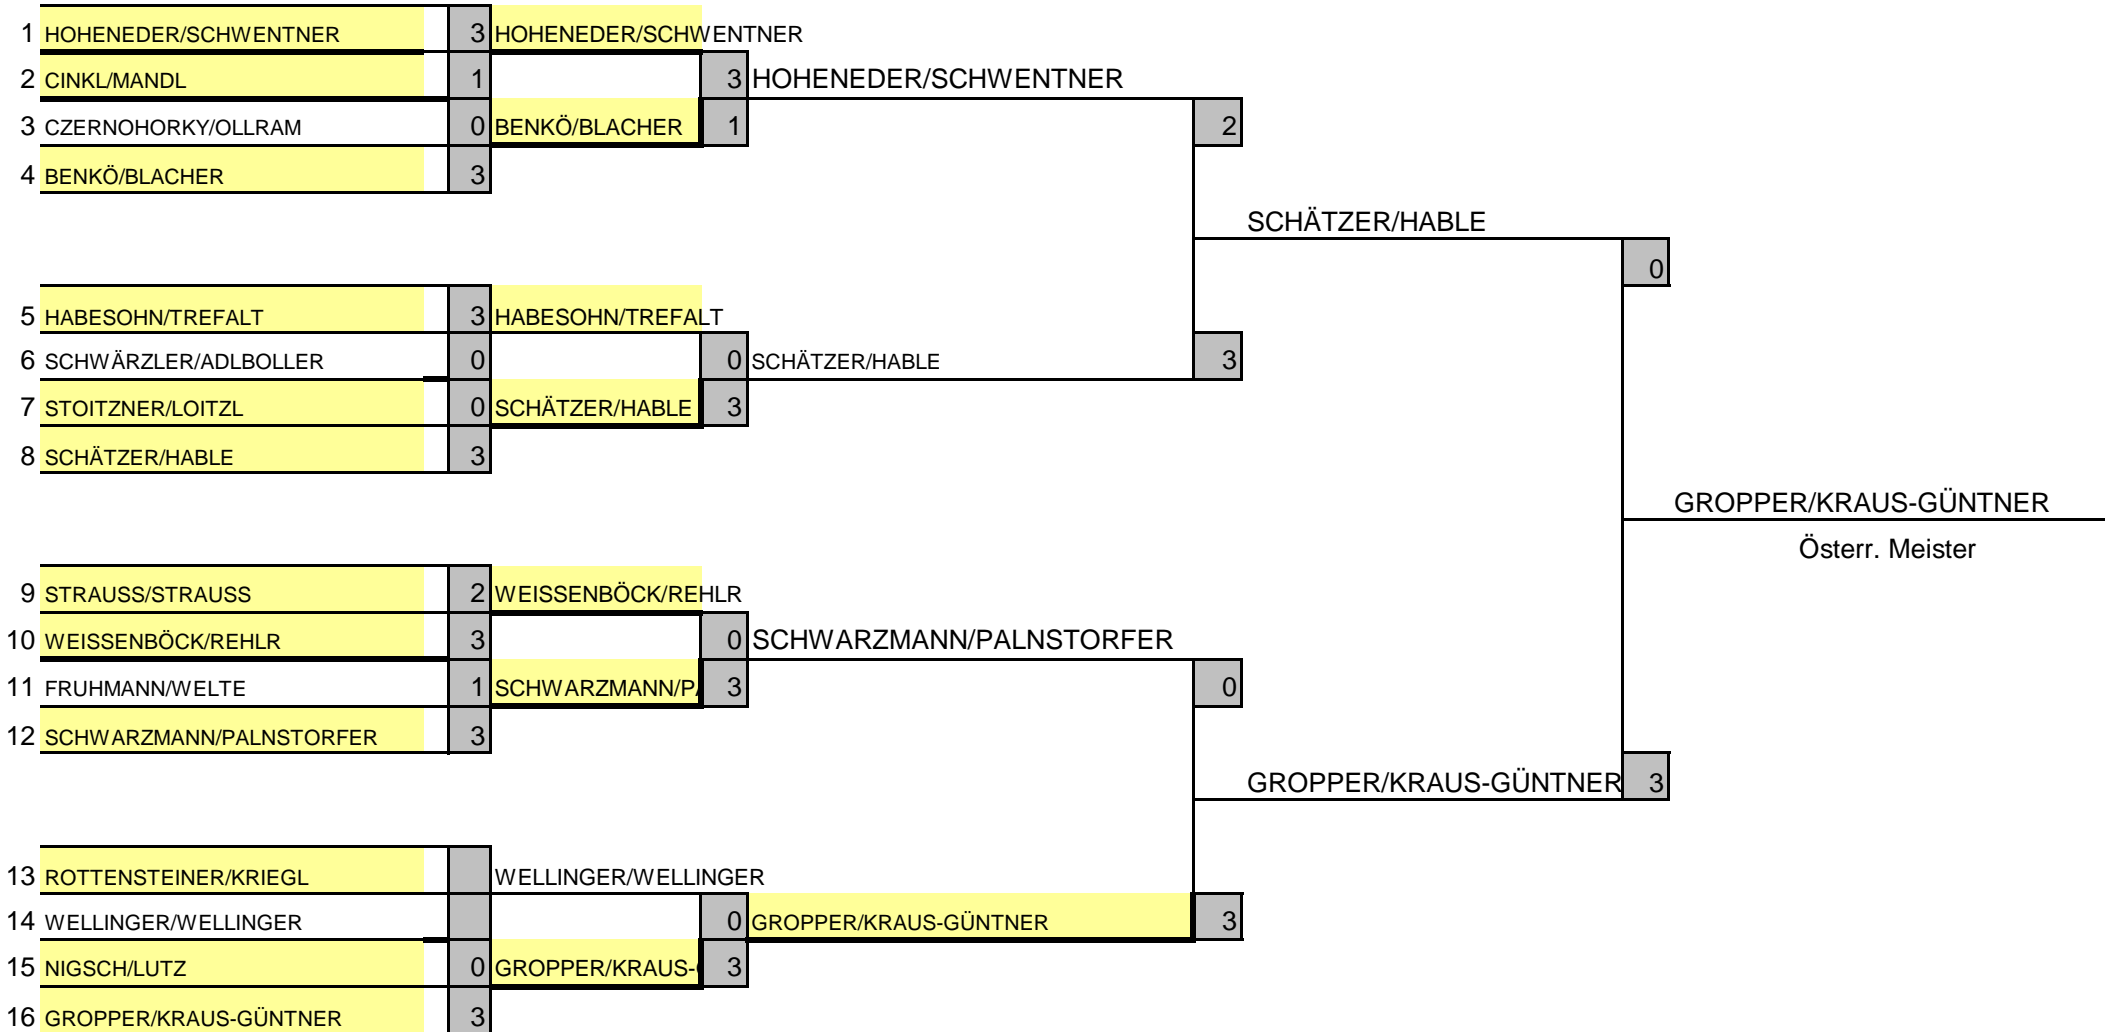 1 HOHENEDER/SCHWENTNER 3 HOHENEDER/SCHWENTNER
2 CINKL/MANDL 1 3 HOHENEDER/SCHWENTNER
3 CZERNOHORKY/OLLRAM 0 BENKÖ/BLACHER 1 2
4 BENKÖ/BLACHER 3
SCHÄTZER/HABLE
0
5 HABESOHN/TREFALT 3 HABESOHN/TREFALT
6 SCHWÄRZLER/ADLBOLLER 0 0 SCHÄTZER/HABLE 3
7 STOITZNER/LOITZL 0 SCHÄTZER/HABLE 3
8 SCHÄTZER/HABLE 3
GROPPER/KRAUS-GÜNTNER
Österr. Meister
9 STRAUSS/STRAUSS 2 WEISSENBÖCK/REHLR
10 WEISSENBÖCK/REHLR 3 0 SCHWARZMANN/PALNSTORFER
11 FRUHMANN/WELTE 1 SCHWARZMANN/PA 3 0
12 SCHWARZMANN/PALNSTORFER 3
GROPPER/KRAUS-GÜNTNER 3
13 ROTTENSTEINER/KRIEGL WELLINGER/WELLINGER
14 WELLINGER/WELLINGER 0 GROPPER/KRAUS-GÜNTNER 3
15 NIGSCH/LUTZ 0 GROPPER/KRAUS- 3
16 GROPPER/KRAUS-GÜNTNER 3